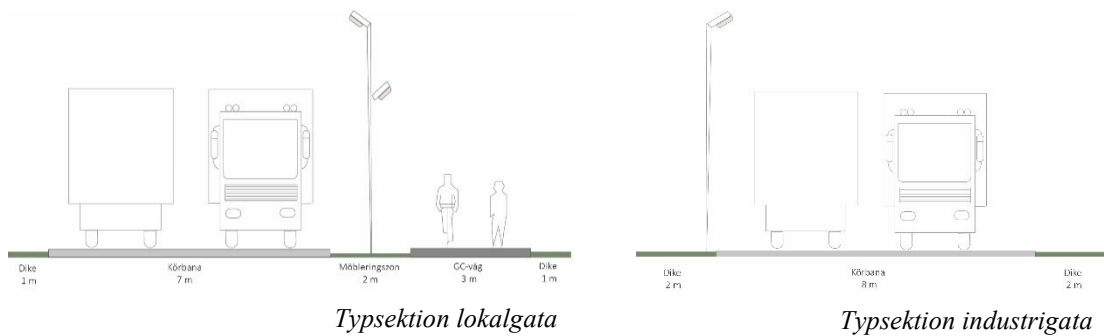 Dike
1 m
Körbana
7 m
Möbleringszon
2 m
GC-väg
3 m
Dike
1 m
Typsektion lokalgata
Dike
2 m
Körbana
8 m
Dike
2 m
Typsektion industrigata